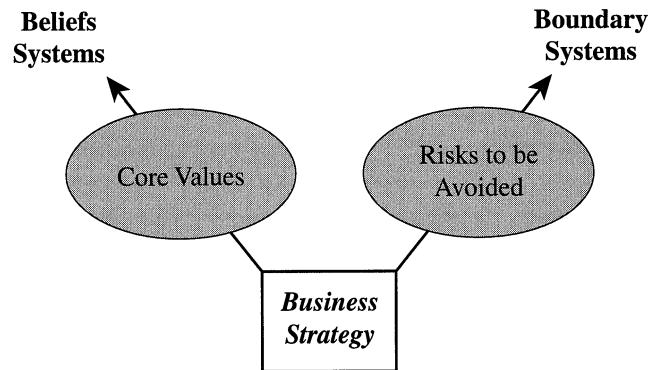 Beliefs
Systems
Boundary
Systems
Core Values
Risks to be
Avoided
Business
Strategy